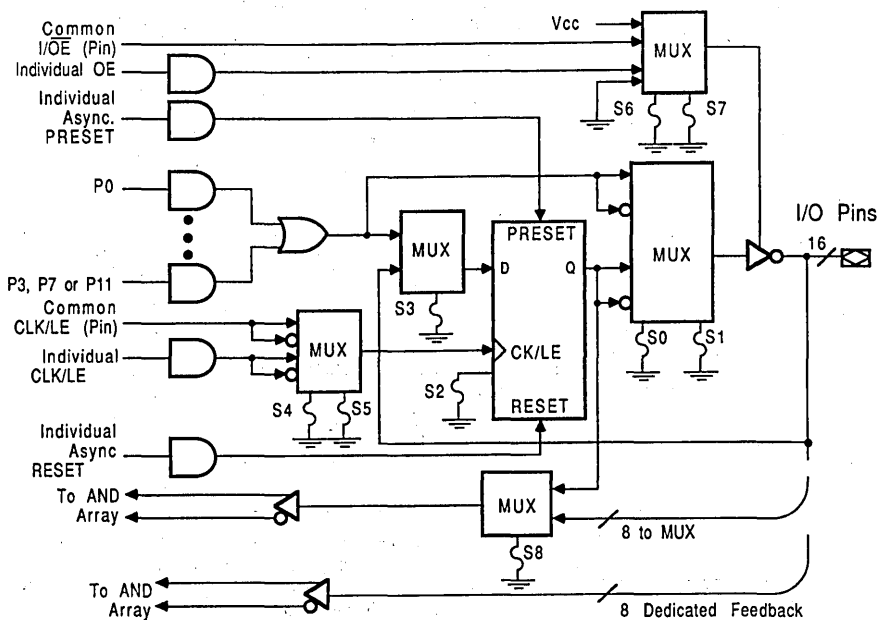 Vcc
Common
I/OE (Pin)
MUX
Individual OE
Individual
Async.
PRESET
S6
S7
P0
I/O Pins
16
PRESET
MUX
MUX
D
Q
P3, P7 or P11
S3
Common
CLK/LE (Pin)
S0
S1
MUX
CK/LE
Individual
CLK/LE
S2
S4
S5
RESET
Individual
Async
RESET
To AND
Array
MUX
8 to MUX
S8
To AND
Array
8 Dedicated Feedback